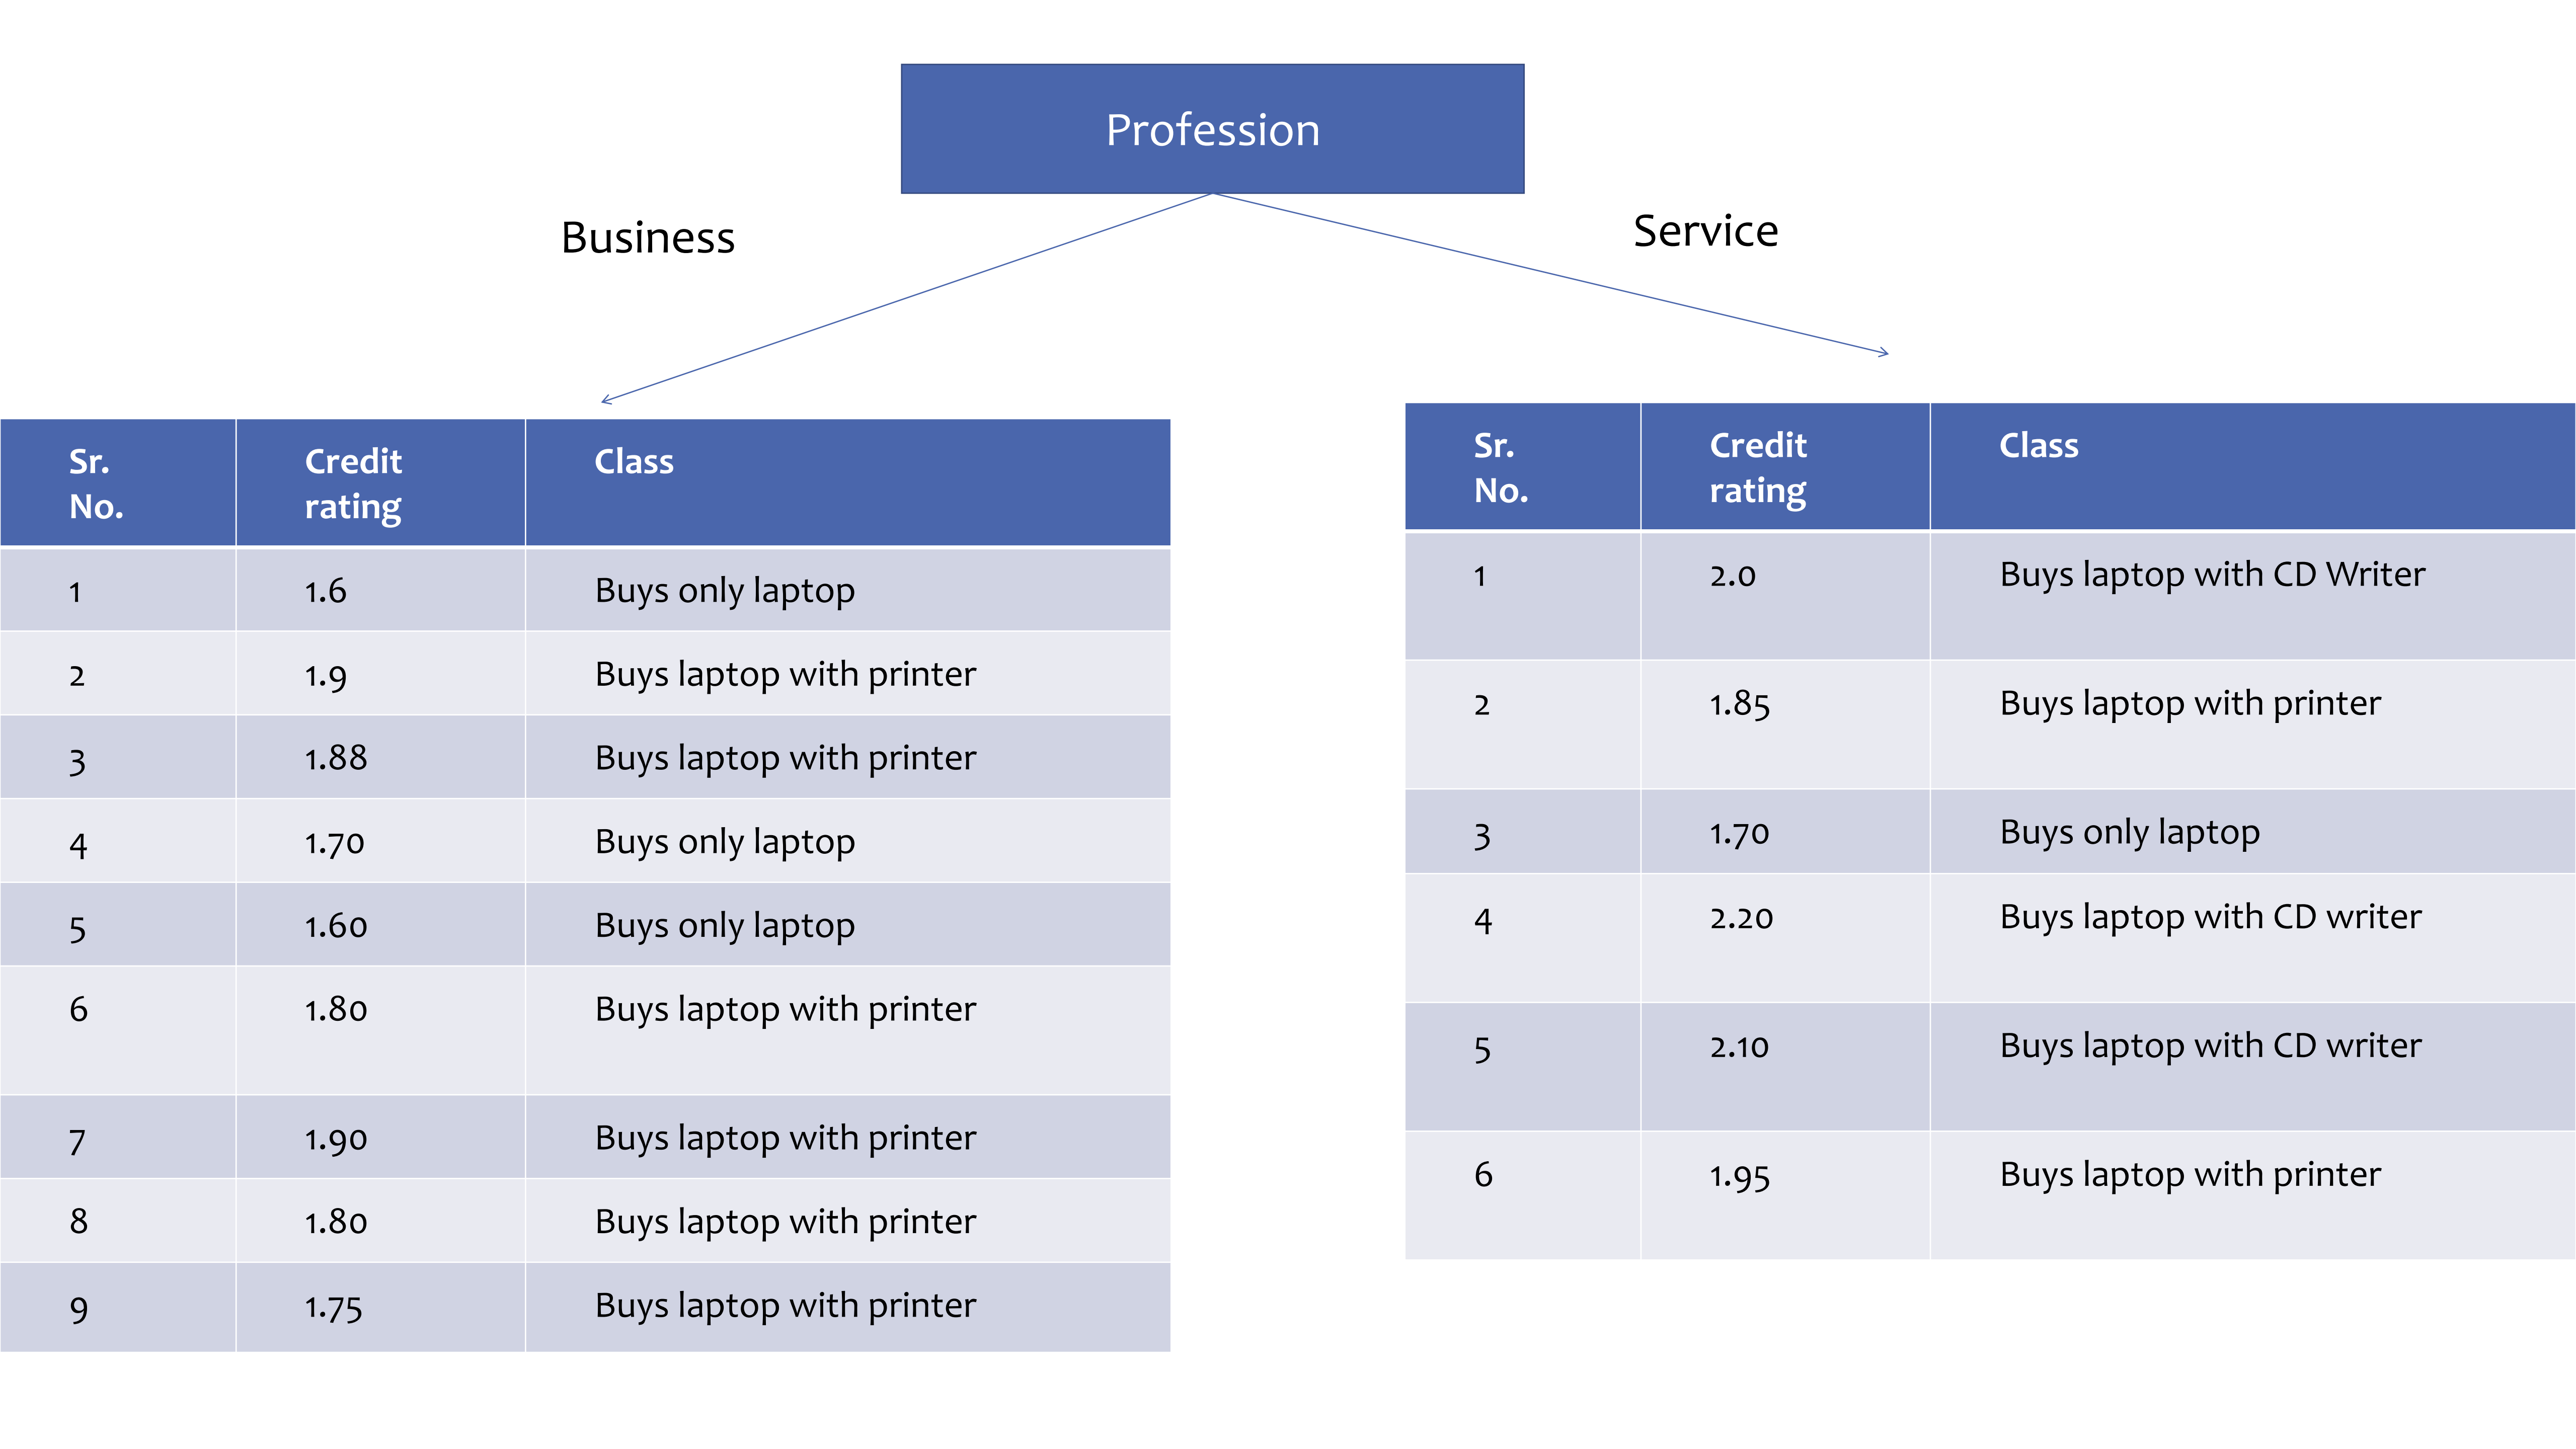 Profession
Business
Service
Sr. No. Credit rating Class
1 1.6 Buys only laptop
2 1.9 Buys laptop with printer
3 1.88 Buys laptop with printer
4 1.70 Buys only laptop
5 1.60 Buys only laptop
6 1.80 Buys laptop with printer
7 1.90 Buys laptop with printer
8 1.80 Buys laptop with printer
9 1.75 Buys laptop with printer
Sr. No. Credit rating Class
1 2.0 Buys laptop with CD Writer
2 1.85 Buys laptop with printer
3 1.70 Buys only laptop
4 2.20 Buys laptop with CD writer
5 2.10 Buys laptop with CD writer
6 1.95 Buys laptop with printer